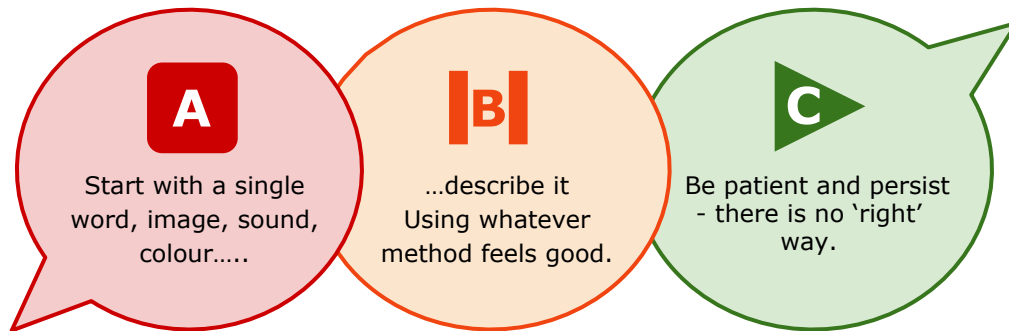 A
Start with a single
word, image, sound,
colour…..
B
…describe it
Using whatever
method feels good.
C
Be patient and persist
- there is no ‘right’
way.